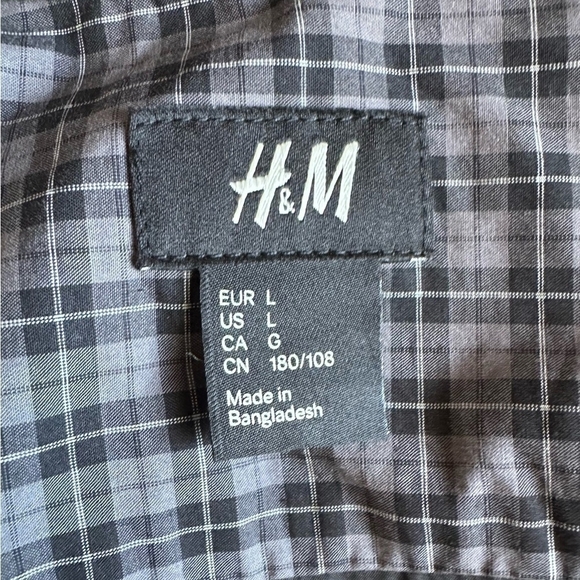 H&M
EUR L
US L
CA G
CN 180/108
Made in
Bangladesh